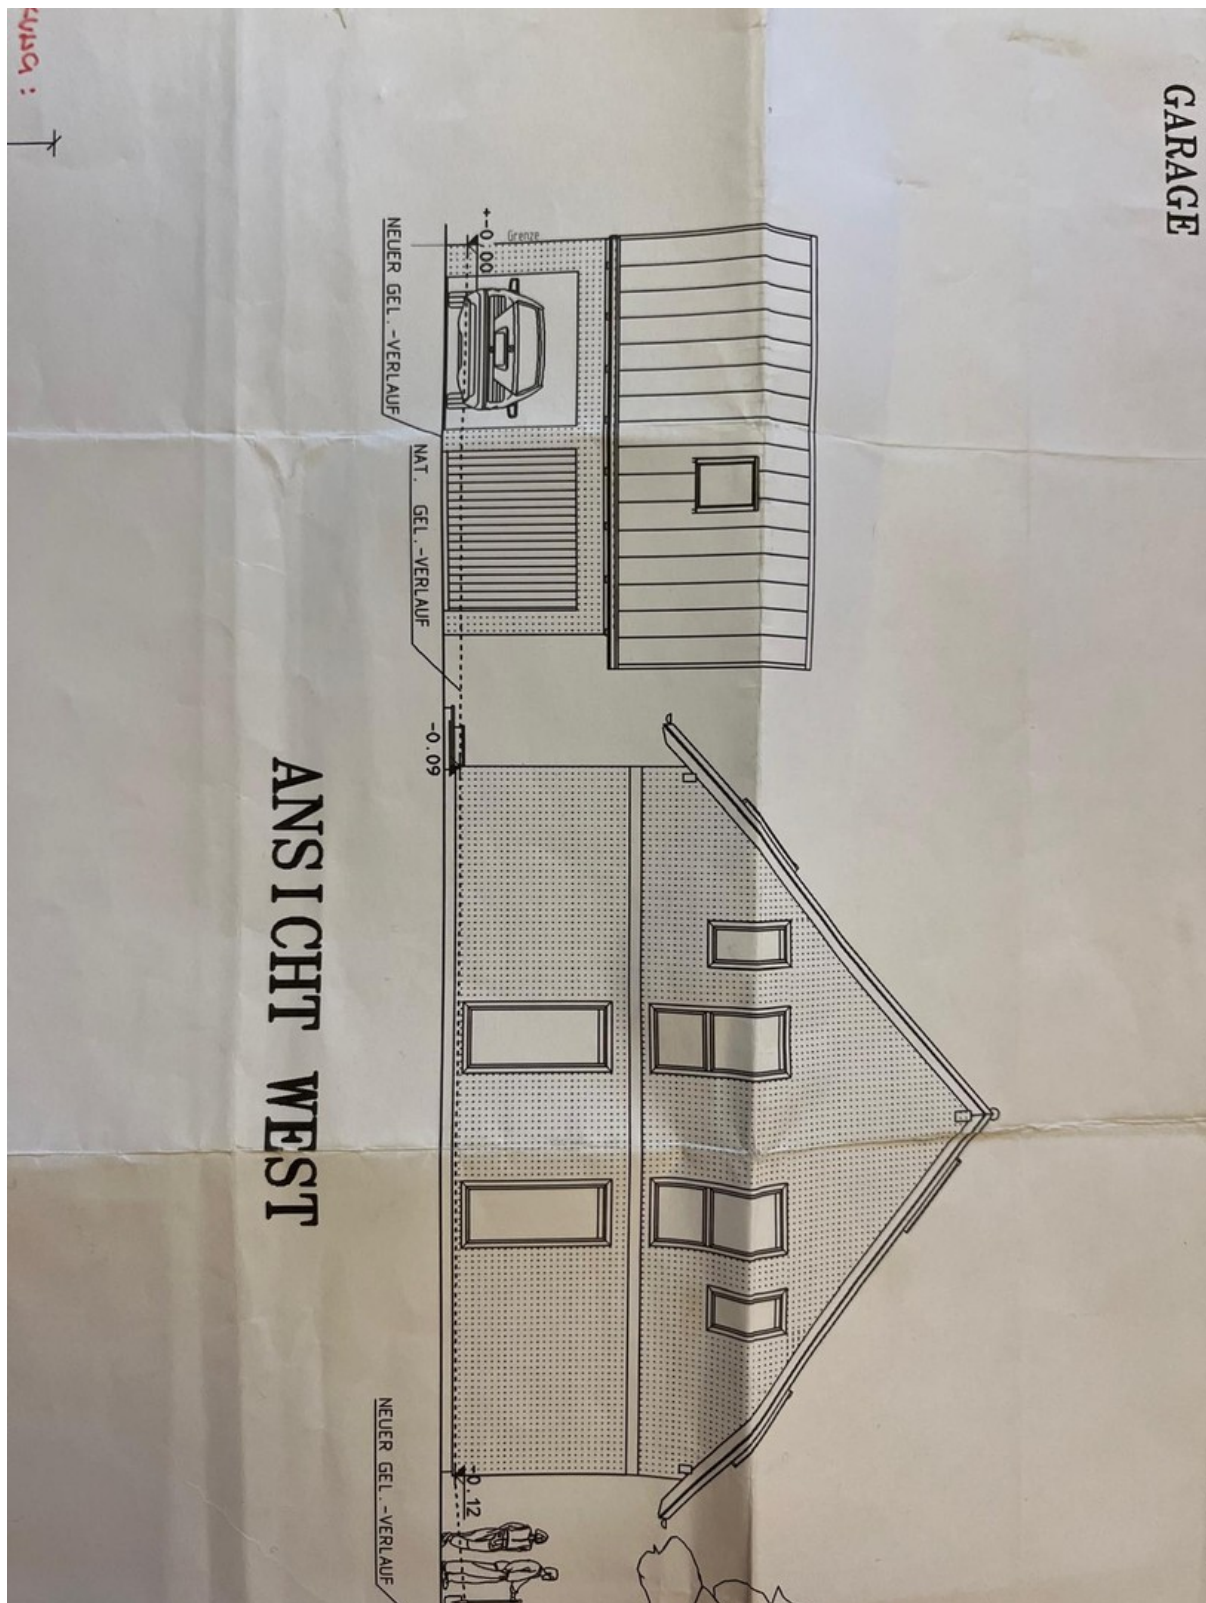 GARAGE
Grenze
+-0.00
NEUER GEL.-VERLAUF
NAT. GEL.-VERLAUF
-0.09
-0.12
NEUER GEL.-VERLAUF
ANSICHT WEST